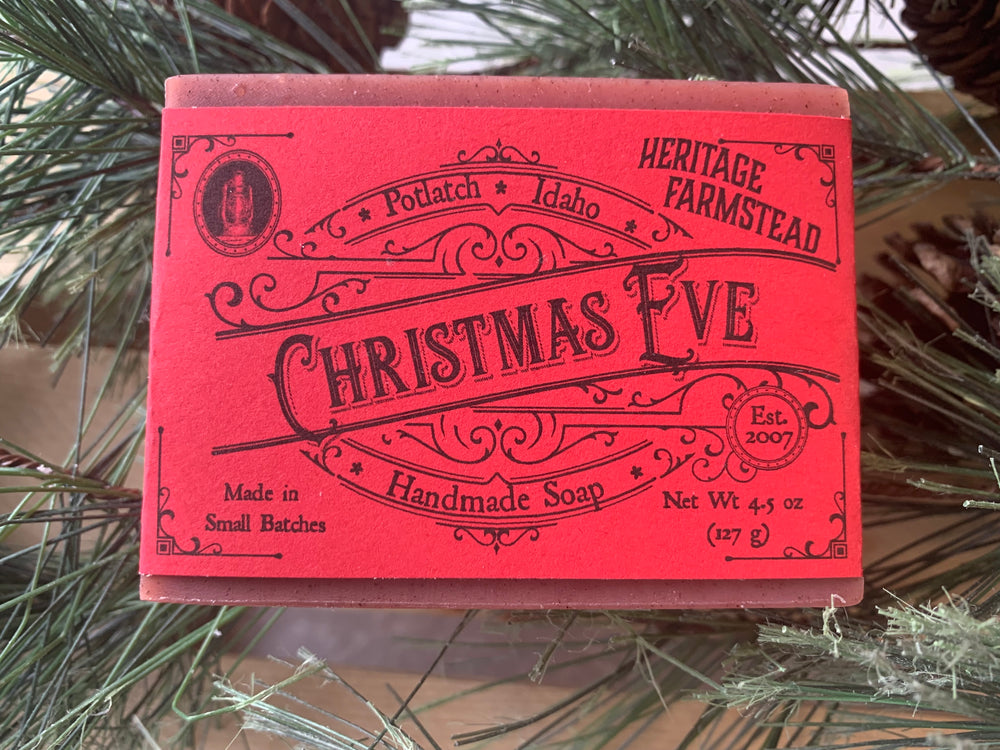 Potlatch * Idaho
HERITAGE
FARMSTEAD
CHRISTMAS EVE
Est.
2007
Handmade Soap
Made in
Small Batches
Net Wt 4.5 oz
(127 g)